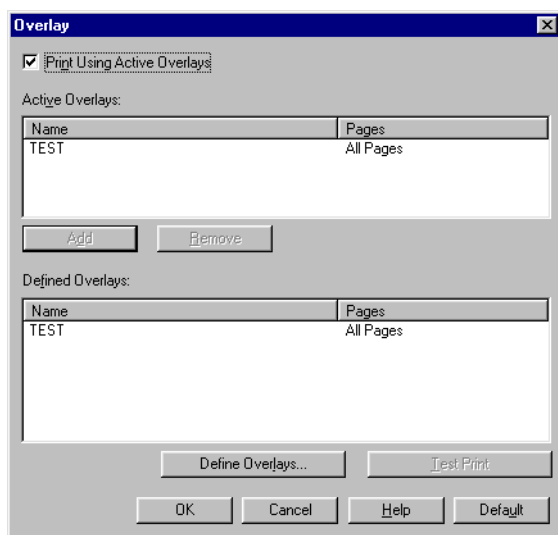 Overlay
Print Using Active Overlays
Active Overlays:
Name Pages
TEST All Pages
Add Remove
Defined Overlays:
Name Pages
TEST All Pages
Define Overlays... Test Print
OK Cancel Help Default